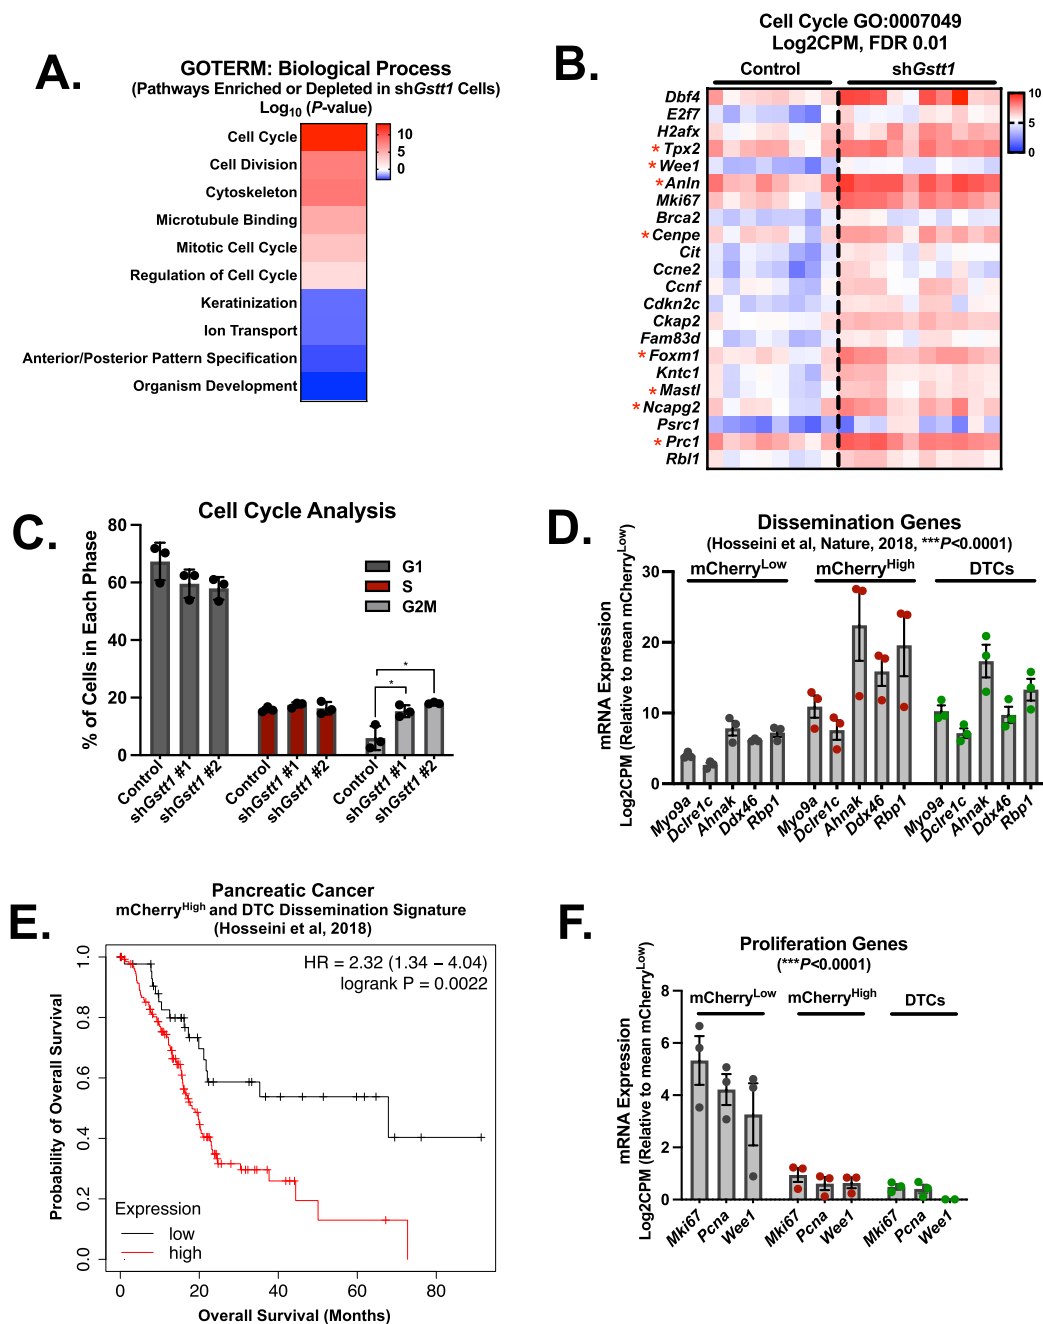 A.
GOTERM: Biological Process
(Pathways Enriched or Depleted in shGstt1 Cells)
Log10 (P-value)
Cell Cycle
Cell Division
Cytoskeleton
Microtubule Binding
Mitotic Cell Cycle
Regulation of Cell Cycle
Keratinization
Ion Transport
Anterior/Posterior Pattern Specification
Organism Development
10
5
0
B.
Cell Cycle GO:0007049
Log2CPM, FDR 0.01
Control
shGstt1
Dbf4
E2f7
H2afx
* Tpx2
* Wee1
* Anln
Mki67
Brca2
* Cenpe
Cit
Ccne2
Ccnf
Cdkn2c
Ckap2
Fam83d
* Foxm1
Kntc1
* Mastl
* Ncapg2
Psrc1
* Prc1
Rbl1
10
5
0
C.
Cell Cycle Analysis
% of Cells in Each Phase
80
60
40
20
0
G1
S
G2M
*
*
Control
shGstt1 #1
shGstt1 #2
Control
shGstt1 #1
shGstt1 #2
Control
shGstt1 #1
shGstt1 #2
D.
Dissemination Genes
(Hosseini et al, Nature, 2018, ***P<0.0001)
mCherryLow
mCherryHigh
DTCs
mRNA Expression
Log2CPM (Relative to mean mCherryLow)
30
20
10
0
Myo9a
Dclre1c
Ahnak
Ddx46
Rbp1
Myo9a
Dclre1c
Ahnak
Ddx46
Rbp1
Myo9a
Dclre1c
Ahnak
Ddx46
Rbp1
E.
Pancreatic Cancer
mCherryHigh and DTC Dissemination Signature
(Hosseini et al, 2018)
HR = 2.32 (1.34 − 4.04)
logrank P = 0.0022
Probability of Overall Survival
1.0
0.8
0.6
0.4
0.2
0.0
Expression
low
high
0
20
40
60
80
Overall Survival (Months)
F.
Proliferation Genes
(***P<0.0001)
mCherryLow
mCherryHigh
DTCs
mRNA Expression
Log2CPM (Relative to mean mCherryLow)
8
6
4
2
0
Mki67
Pcna
Wee1
Mki67
Pcna
Wee1
Mki67
Pcna
Wee1